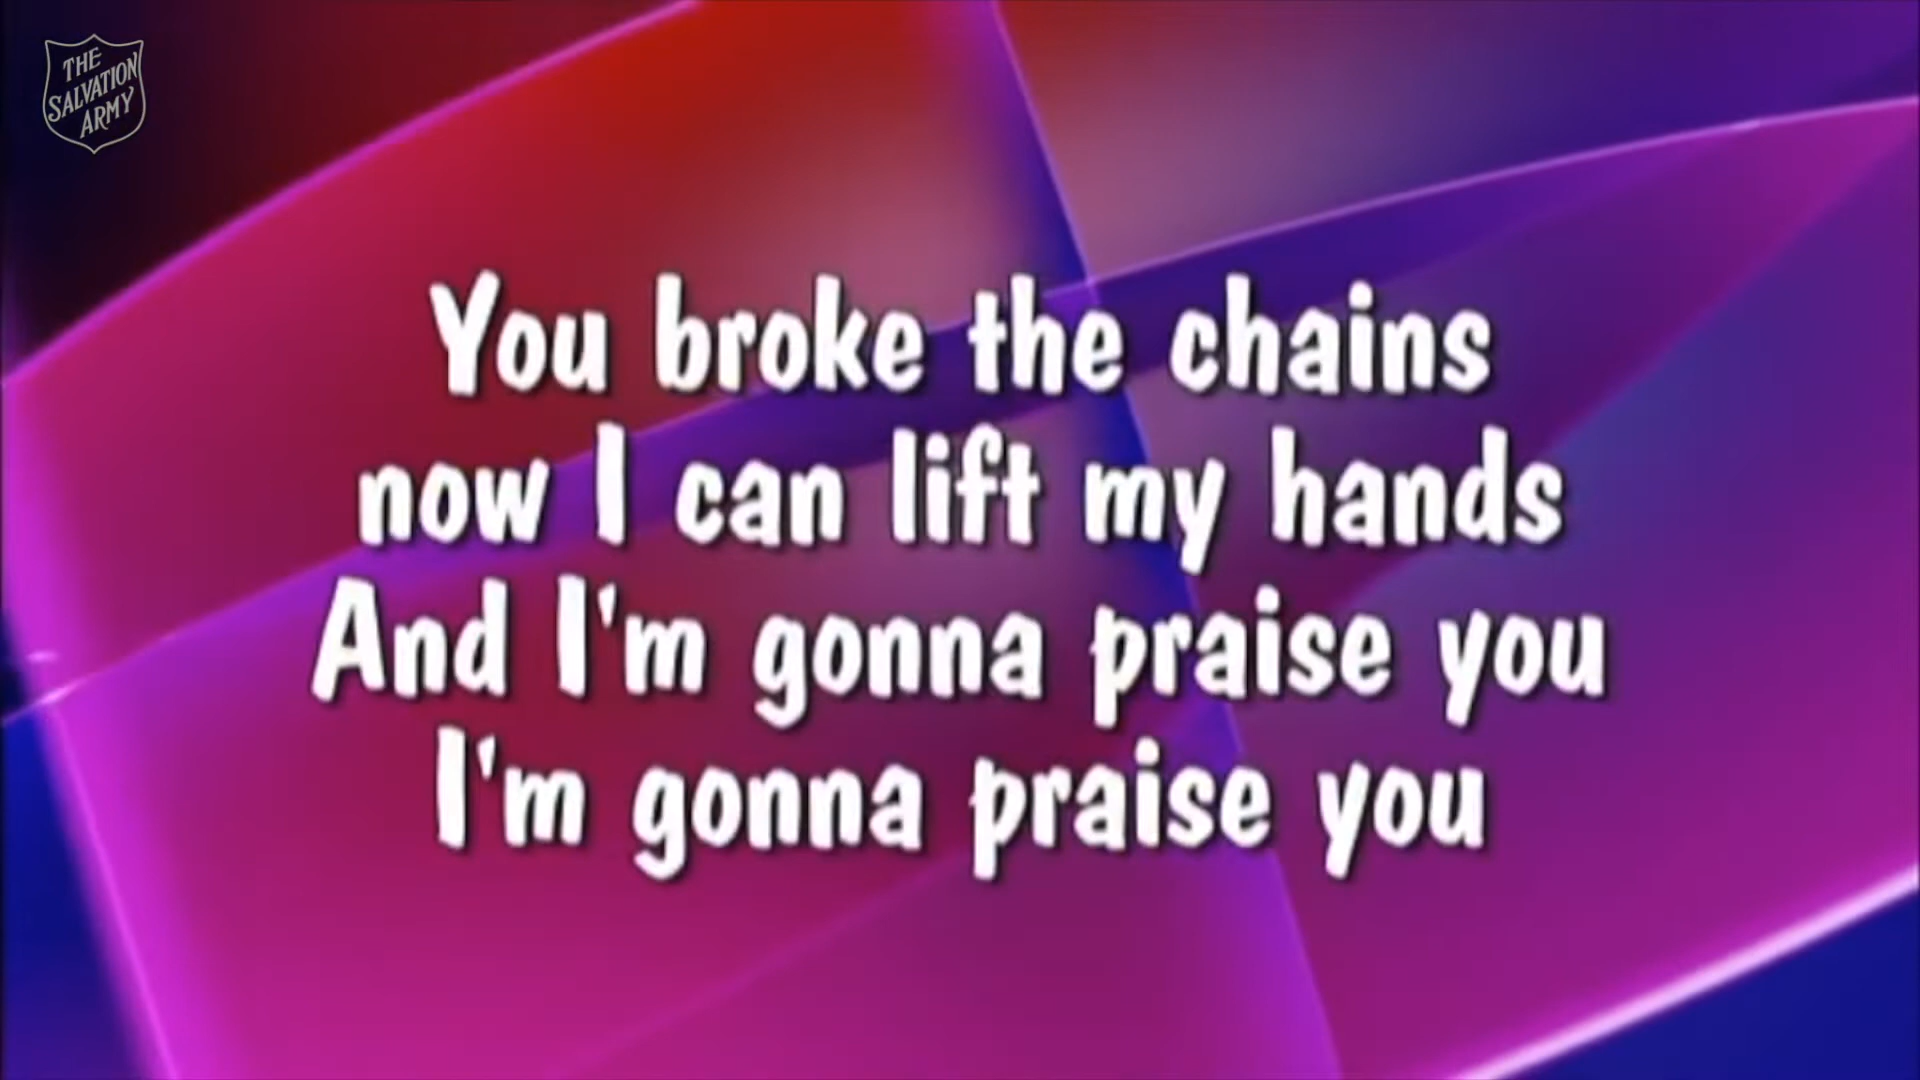 THE
SALVATION
ARMY
You broke the chains
now I can lift my hands
And I'm gonna praise you
I'm gonna praise you